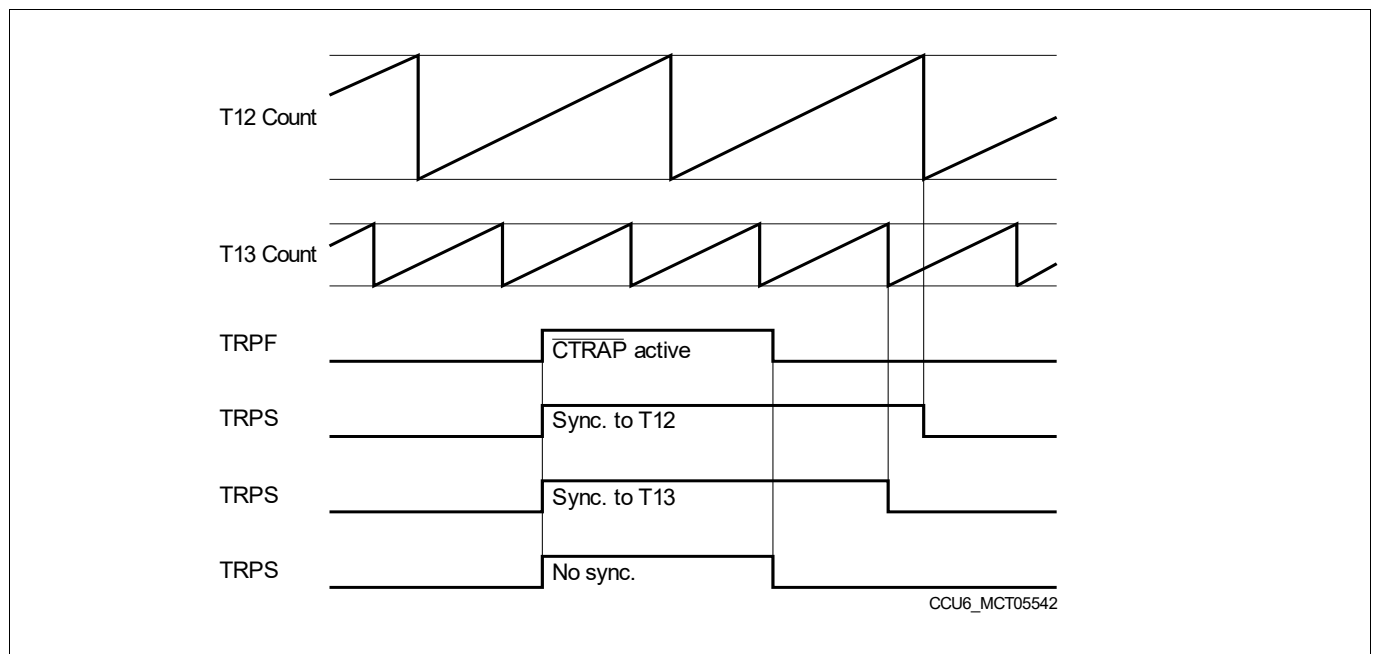 T12 Count
T13 Count
TRPF
CTRAP active
TRPS
Sync. to T12
TRPS
Sync. to T13
TRPS
No sync.
CCU6_MCT05542